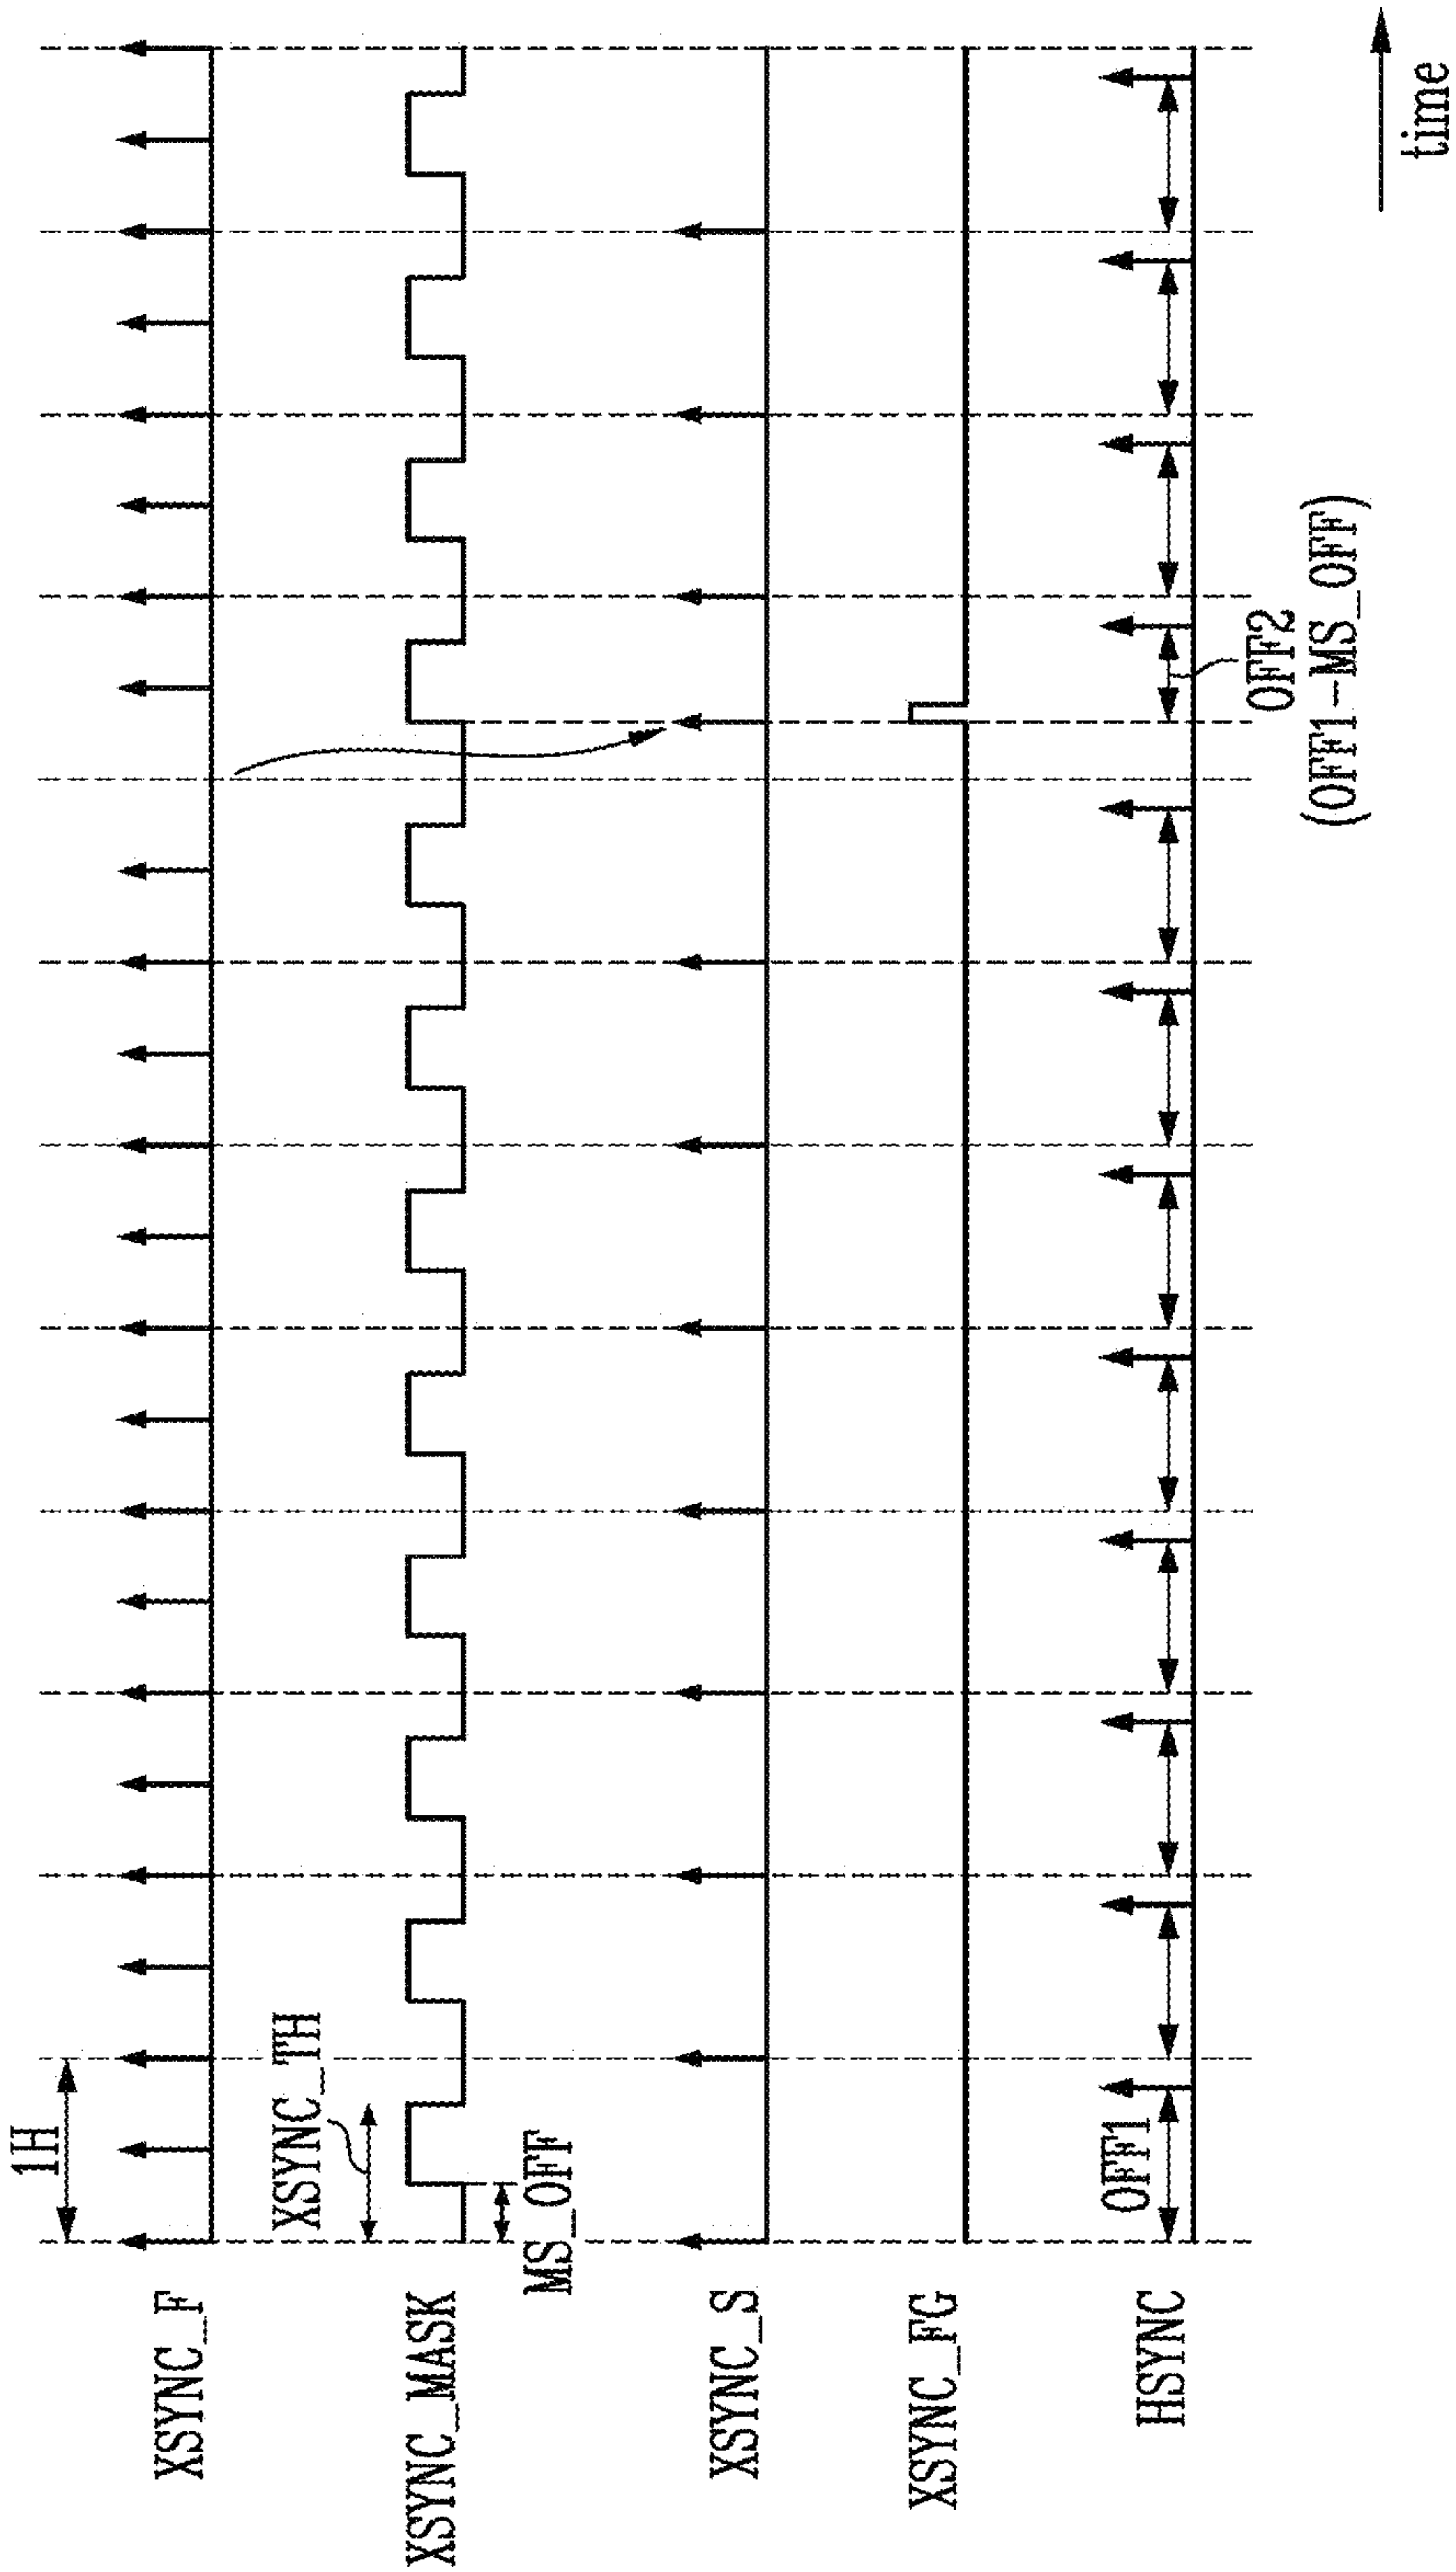 1H
XSYNC_F
XSYNC_TH
XSYNC_MASK
MS_OFF
XSYNC_S
XSYNC_FG
OFF1
HSYNC
OFF2
(OFF1-MS_OFF)
time